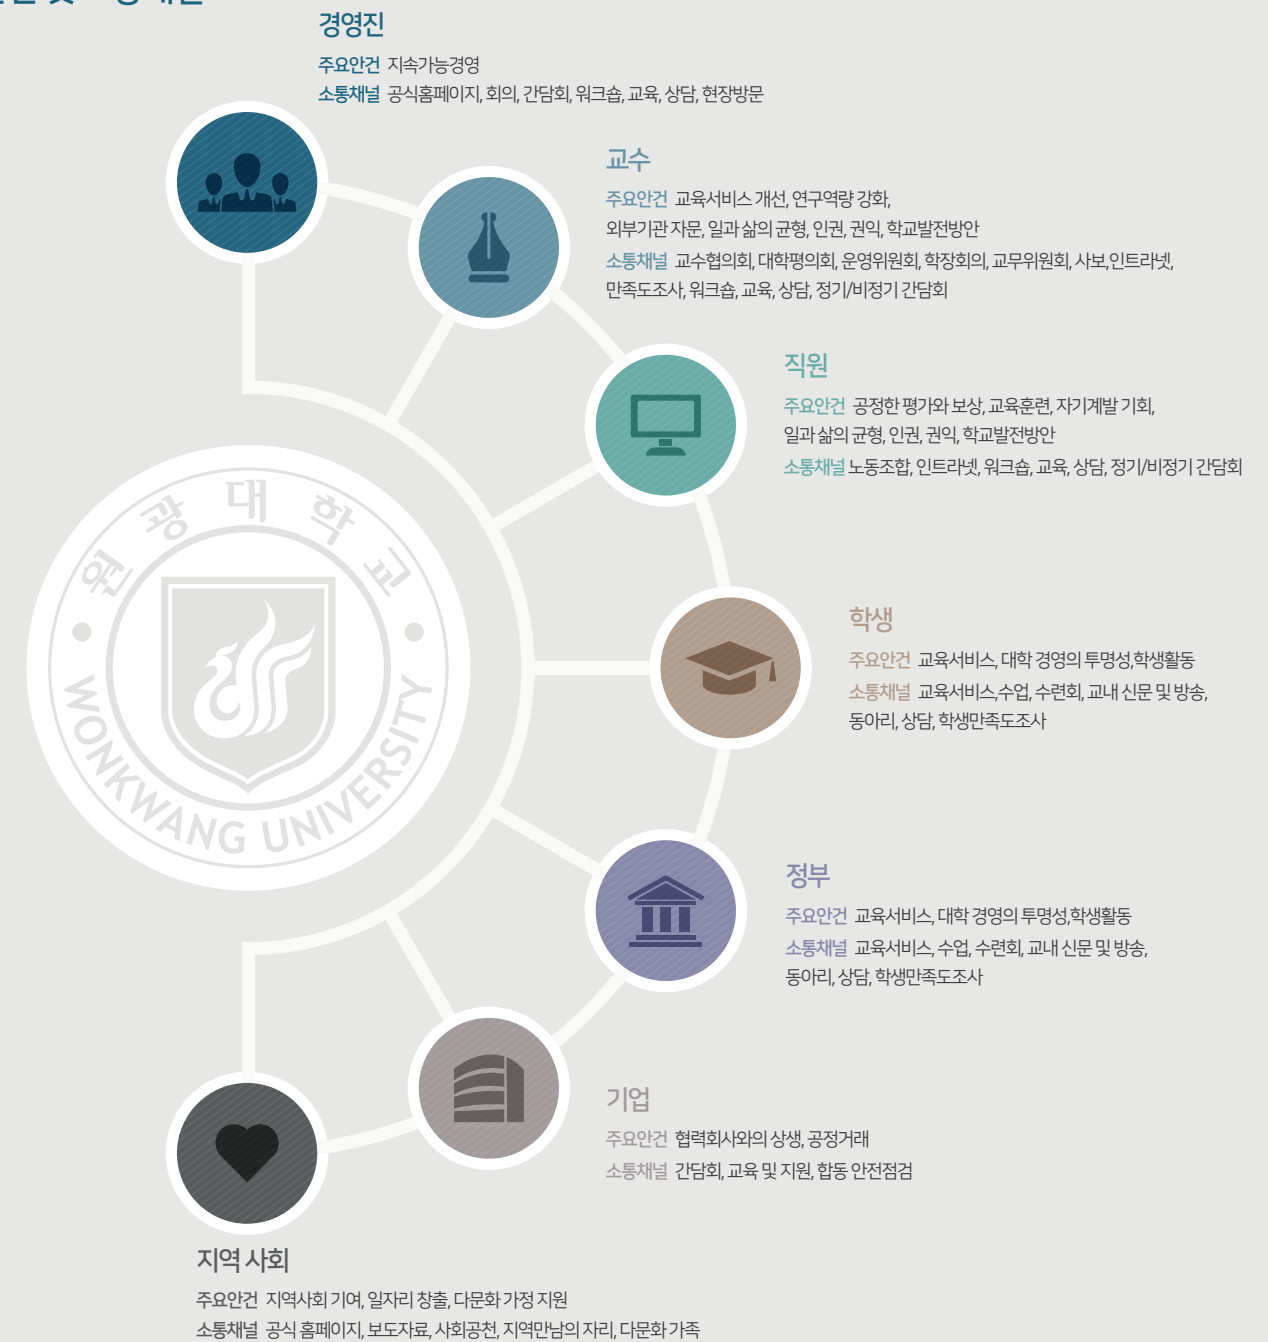 경영진
주요안건 지속가능경영
소통채널 공식홈페이지, 회의, 간담회, 워크숍, 교육, 상담, 현장방문
교수
주요안건 교육서비스 개선, 연구역량 강화,
외부기관 자문, 일과 삶의 균형, 인권, 권익, 학교발전방안
소통채널 교수협의회, 대학평의회, 운영위원회, 학장회의, 교무위원회, 사보,인트라넷,
만족도조사, 워크숍, 교육, 상담, 정기/비정기 간담회
직원
주요안건 공정한 평가와 보상, 교육훈련, 자기계발 기회,
일과 삶의 균형, 인권, 권익, 학교발전방안
소통채널 노동조합, 인트라넷, 워크숍, 교육, 상담, 정기/비정기 간담회
원광대학교
WONKWANG UNIVERSITY
학생
주요안건 교육서비스, 대학 경영의 투명성,학생활동
소통채널 교육서비스,수업, 수련회, 교내 신문 및 방송,
동아리, 상담, 학생만족도조사
정부
주요안건 교육서비스, 대학 경영의 투명성,학생활동
소통채널 교육서비스, 수업, 수련회, 교내 신문 및 방송,
동아리, 상담, 학생만족도조사
기업
주요안건 협력회사와의 상생, 공정거래
소통채널 간담회, 교육 및 지원, 합동 안전점검
지역 사회
주요안건 지역사회 기여, 일자리 창출, 다문화 가정 지원
소통채널 공식 홈페이지, 보도자료, 사회공천, 지역만남의 자리, 다문화 가족